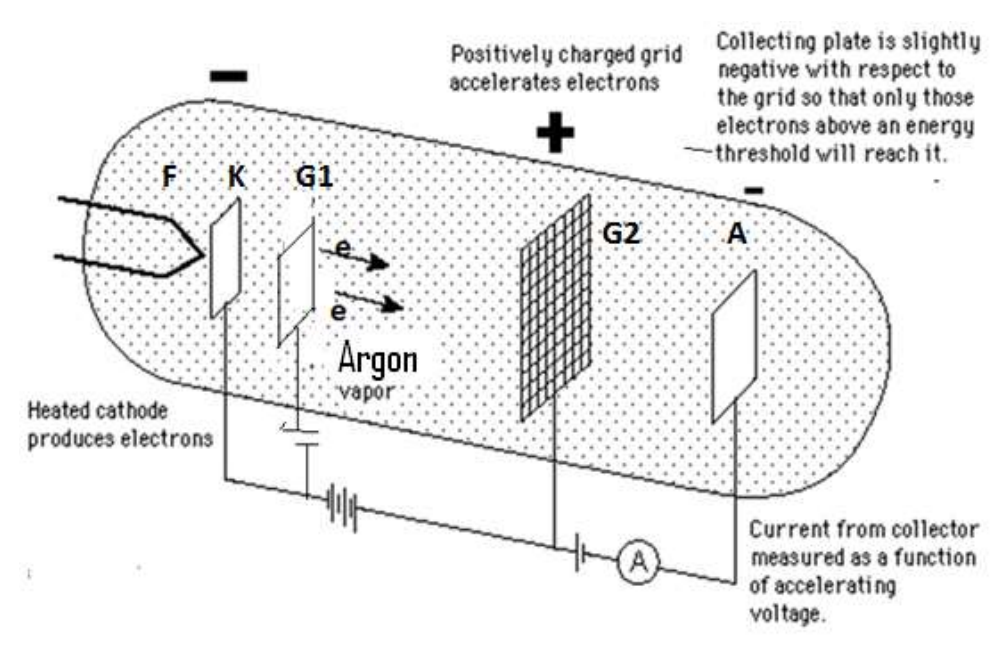 Positively charged grid
accelerates electrons
Collecting plate is slightly
negative with respect to
the grid so that only those
electrons above an energy
threshold will reach it.
−
+
-
F K G1
G2 A
e
e
Argon
vapor
Heated cathode
produces electrons
A
Current from collector
measured as a function
of accelerating
voltage.